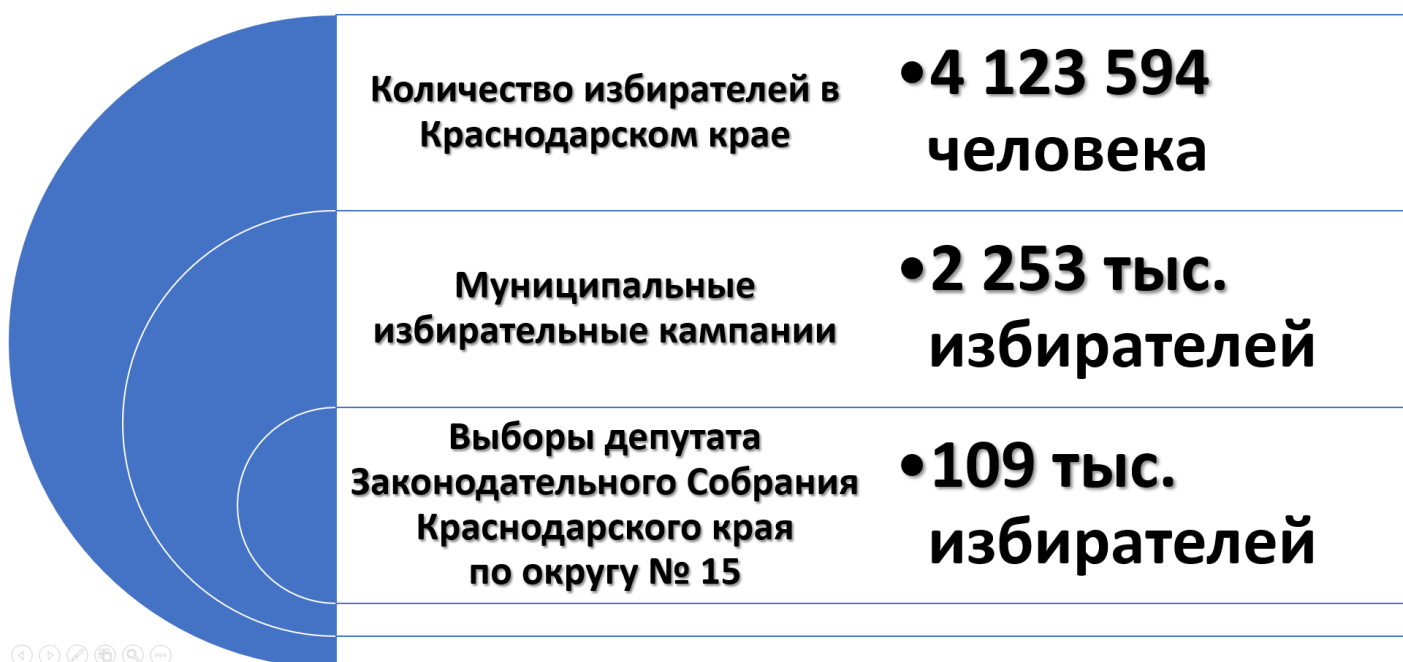 Количество избирателей в
Краснодарском крае
•4 123 594
человека
Муниципальные
избирательные кампании
•2 253 тыс.
избирателей
Выборы депутата
Законодательного Собрания
Краснодарского края
по округу № 15
•109 тыс.
избирателей